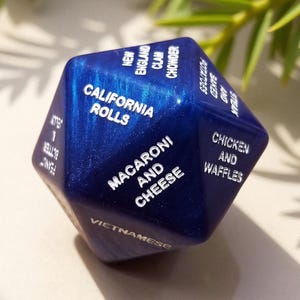 NEW
ENGLAND
CLAM
CHOWDER
CALIFORNIA
ROLLS
MACARONI
AND
CHEESE
CHICKEN
AND
WAFFLES
VIETNAMESE